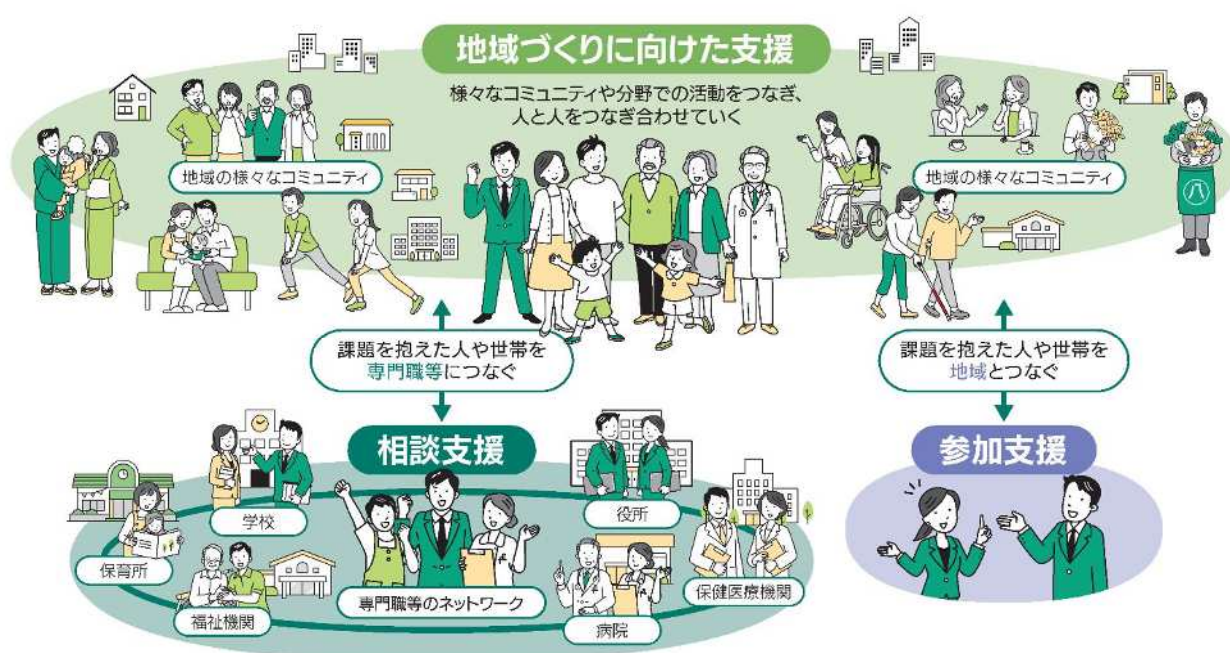 地域づくりに向けた支援
様々なコミュニティや分野での活動をつなぎ、
人と人をつなぎ合わせていく
地域の様々なコミュニティ
地域の様々なコミュニティ
八
課題を抱えた人や世帯を
専門職等につなぐ
課題を抱えた人や世帯を
地域とつなぐ
相談支援
参加支援
学校
役所
保育所
福祉機関
専門職等のネットワーク
病院
保健医療機関